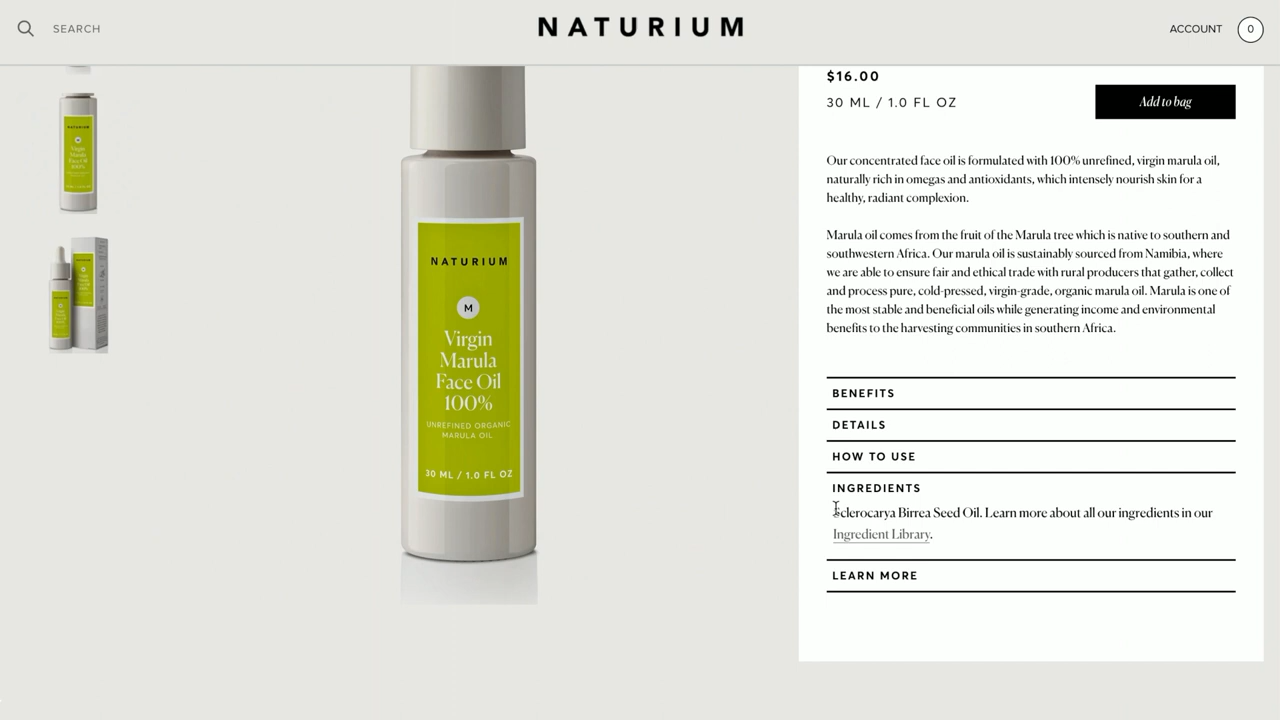 SEARCH
NATURIUM
ACCOUNT
0
$16.00
30 ML / 1.0 FL OZ
Add to bag
Our concentrated face oil is formulated with 100% unrefined, virgin marula oil,
naturally rich in omegas and antioxidants, which intensely nourish skin for a
healthy, radiant complexion.
Marula oil comes from the fruit of the Marula tree which is native to southern and
southwestern Africa. Our marula oil is sustainably sourced from Namibia, where
we are able to ensure fair and ethical trade with rural producers that gather, collect
and process pure, cold-pressed, virgin-grade, organic marula oil. Marula is one of
the most stable and beneficial oils while generating income and environmental
benefits to the harvesting communities in southern Africa.
BENEFITS
DETAILS
HOW TO USE
INGREDIENTS
Sclerocarya Birrea Seed Oil. Learn more about all our ingredients in our
Ingredient Library.
LEARN MORE
NATURIUM
M
Virgin
Marula
Face Oil
100%
UNREFINED ORGANIC
MARULA OIL
30 ML / 1.0 FL OZ
NATURIUM
M
Virgin
Marula
Face Oil
100%